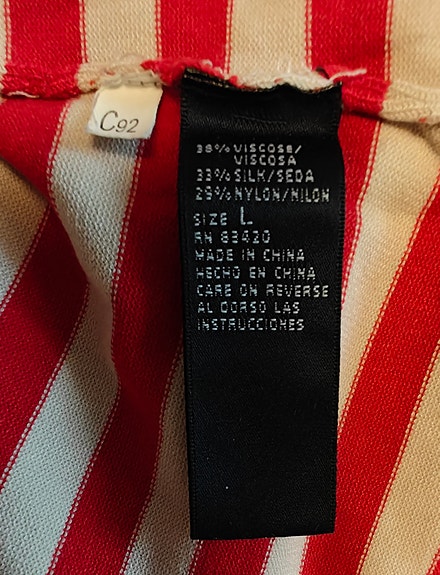 C92
38% VISCOSE/
VISCOSA
33% SILK/SEDA
29% NYLON/NILON
SIZE L
RN 83420
MADE IN CHINA
HECHO EN CHINA
CARE ON REVERSE
AL DORSO LAS
INSTRUCCIONES